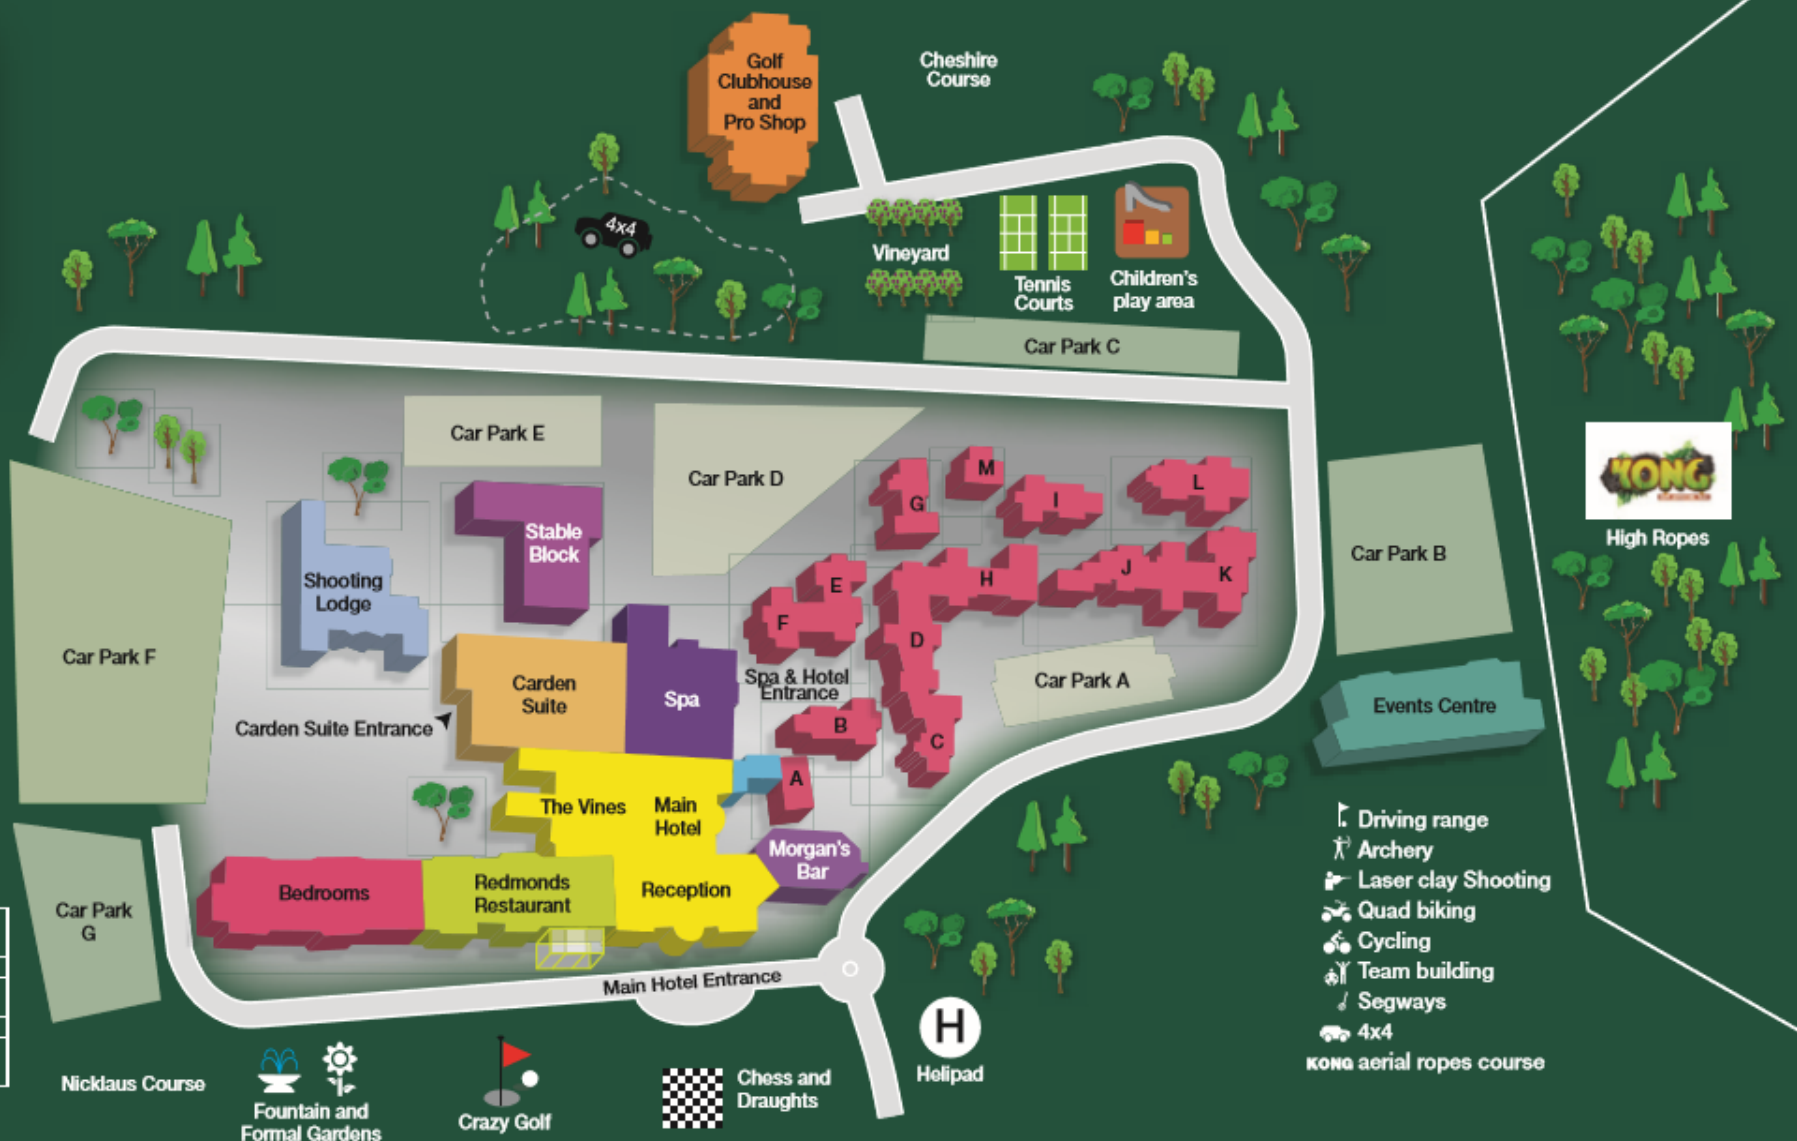 Golf
Clubhouse
and
Pro Shop
Cheshire
Course
4x4
Vineyard
Tennis
Courts
Children's
play area
Car Park C
Car Park E
Car Park D
Car Park B
Car Park F
Car Park A
Car Park
G
KONG
High Ropes
Stable
Block
Shooting
Lodge
G
M
I
L
E
F
H
J
K
D
B
C
A
Carden
Suite
Spa
Spa & Hotel
Entrance
Carden Suite Entrance
Events Centre
The Vines
Main
Hotel
Morgan's
Bar
Bedrooms
Redmonds
Restaurant
Reception
Main Hotel Entrance
Driving range
Archery
Laser clay Shooting
Quad biking
Cycling
Team building
Segways
4x4
KONG aerial ropes course
H
Helipad
Nicklaus Course
Fountain and
Formal Gardens
Crazy Golf
Chess and
Draughts